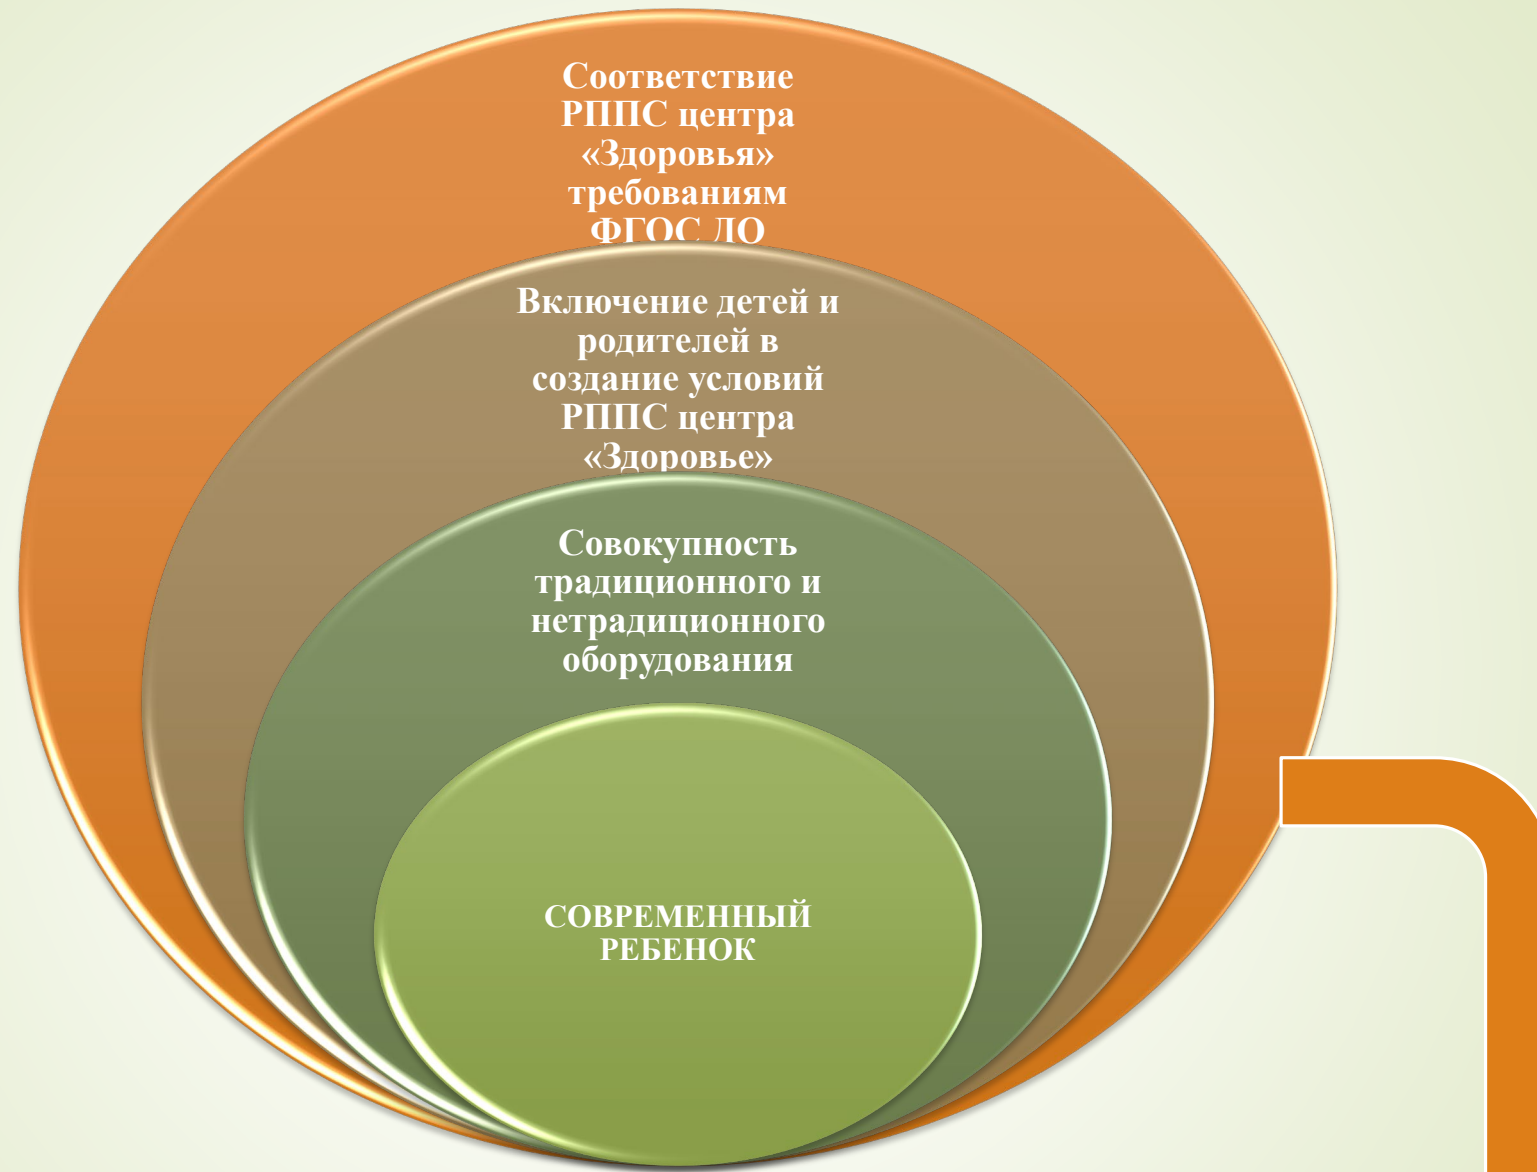 Соответствие
РППС центра
«Здоровья»
требованиям
ФГОС ДО
Включение детей и
родителей в
создание условий
РППС центра
«Здоровье»
Совокупность
традиционного и
нетрадиционного
оборудования
СОВРЕМЕННЫЙ
РЕБЕНОК